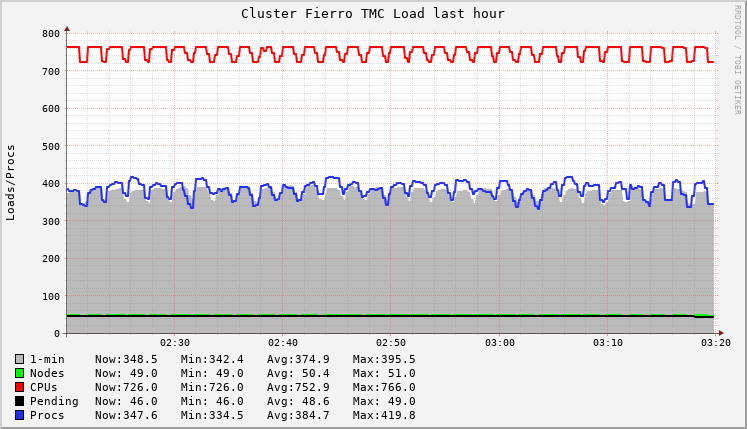 Cluster Fierro TMC Load last hour
RRDTOOL / TOBI OETIKER
Loads/Procs
800
700
600
500
400
300
200
100
0
02:30 02:40 02:50 03:00 03:10 03:20
1-min Now:348.5 Min:342.4 Avg:374.9 Max:395.5
Nodes Now: 49.0 Min: 49.0 Avg: 50.4 Max: 51.0
CPUs Now:726.0 Min:726.0 Avg:752.9 Max:766.0
Pending Now: 46.0 Min: 46.0 Avg: 48.6 Max: 49.0
Procs Now:347.6 Min:334.5 Avg:384.7 Max:419.8